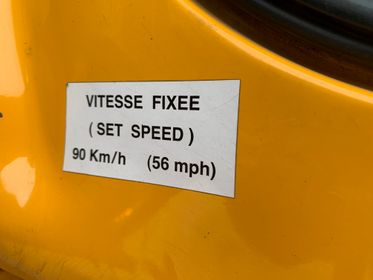 VITESSE FIXEE
( SET SPEED )
90 Km/h (56 mph)